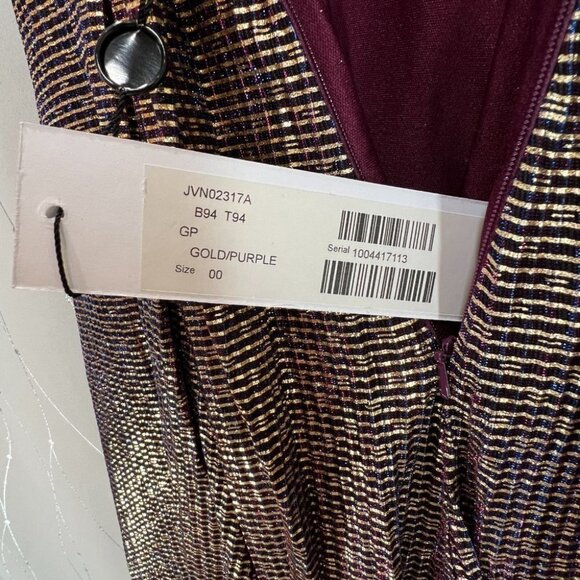 JVN02317A
B94 T94
GP
GOLD/PURPLE
Size 00
Serial 1004417113